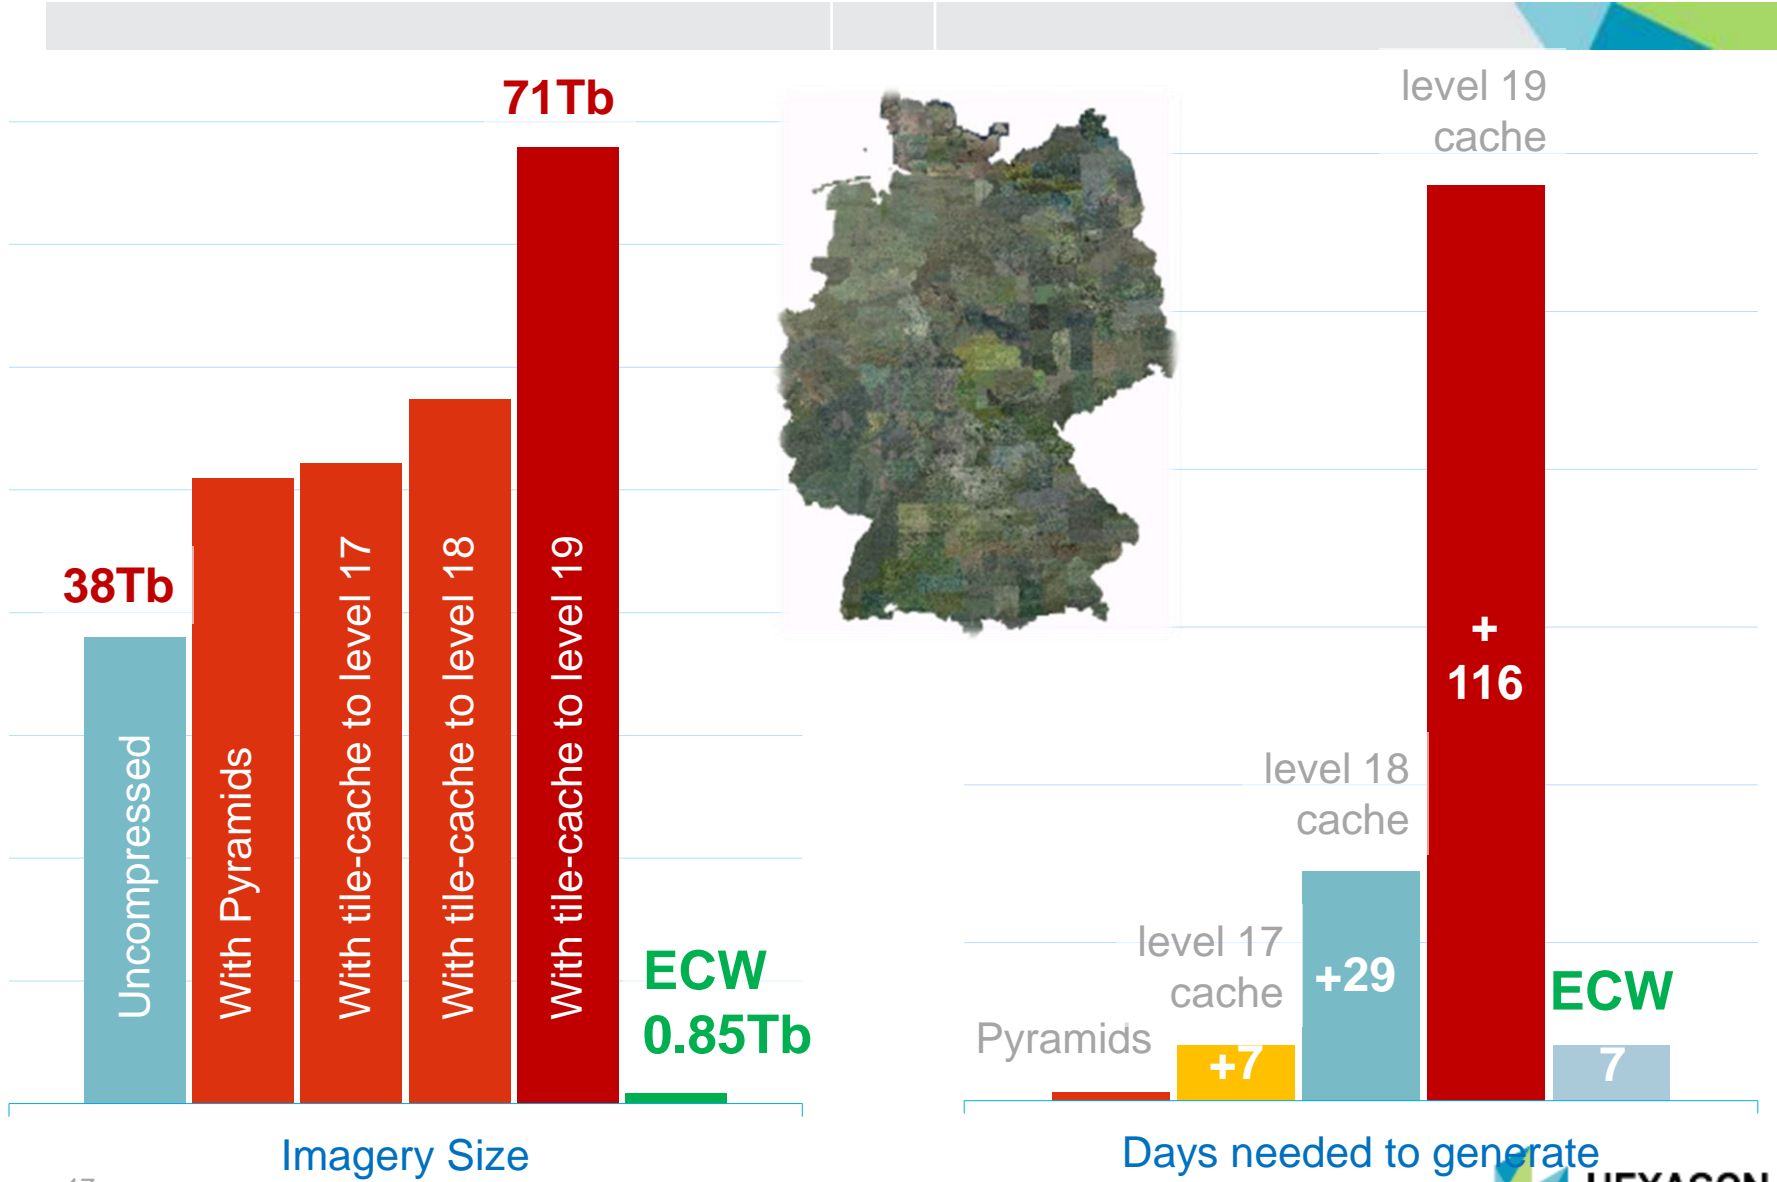 71Tb
38Tb
Uncompressed
With Pyramids
With tile-cache to level 17
With tile-cache to level 18
With tile-cache to level 19
ECW
0.85Tb
Imagery Size
level 19
cache
+
116
level 18
cache
+29
level 17
cache
+7
Pyramids
ECW
7
Days needed to generate
17
HEXAGON